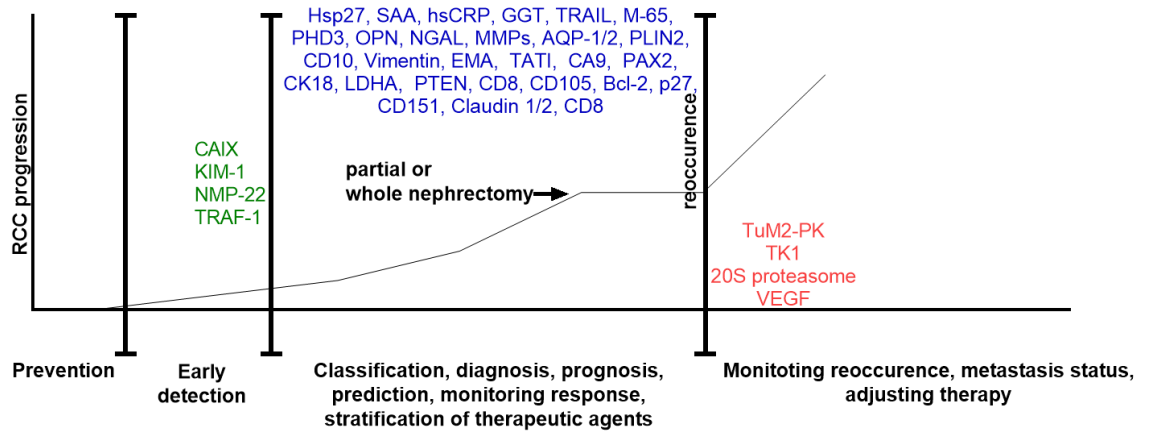 Hsp27, SAA, hsCRP, GGT, TRAIL, M-65,
PHD3, OPN, NGAL, MMPs, AQP-1/2, PLIN2,
CD10, Vimentin, EMA, TATI, CA9, PAX2,
CK18, LDHA, PTEN, CD8, CD105, Bcl-2, p27,
CD151, Claudin 1/2, CD8
RCC progression
CAIX
KIM-1
NMP-22
TRAF-1
partial or
whole nephrectomy
reoccurence
TuM2-PK
TK1
20S proteasome
VEGF
Prevention
Early
detection
Classification, diagnosis, prognosis,
prediction, monitoring response,
stratification of therapeutic agents
Monitoting reoccurence, metastasis status,
adjusting therapy